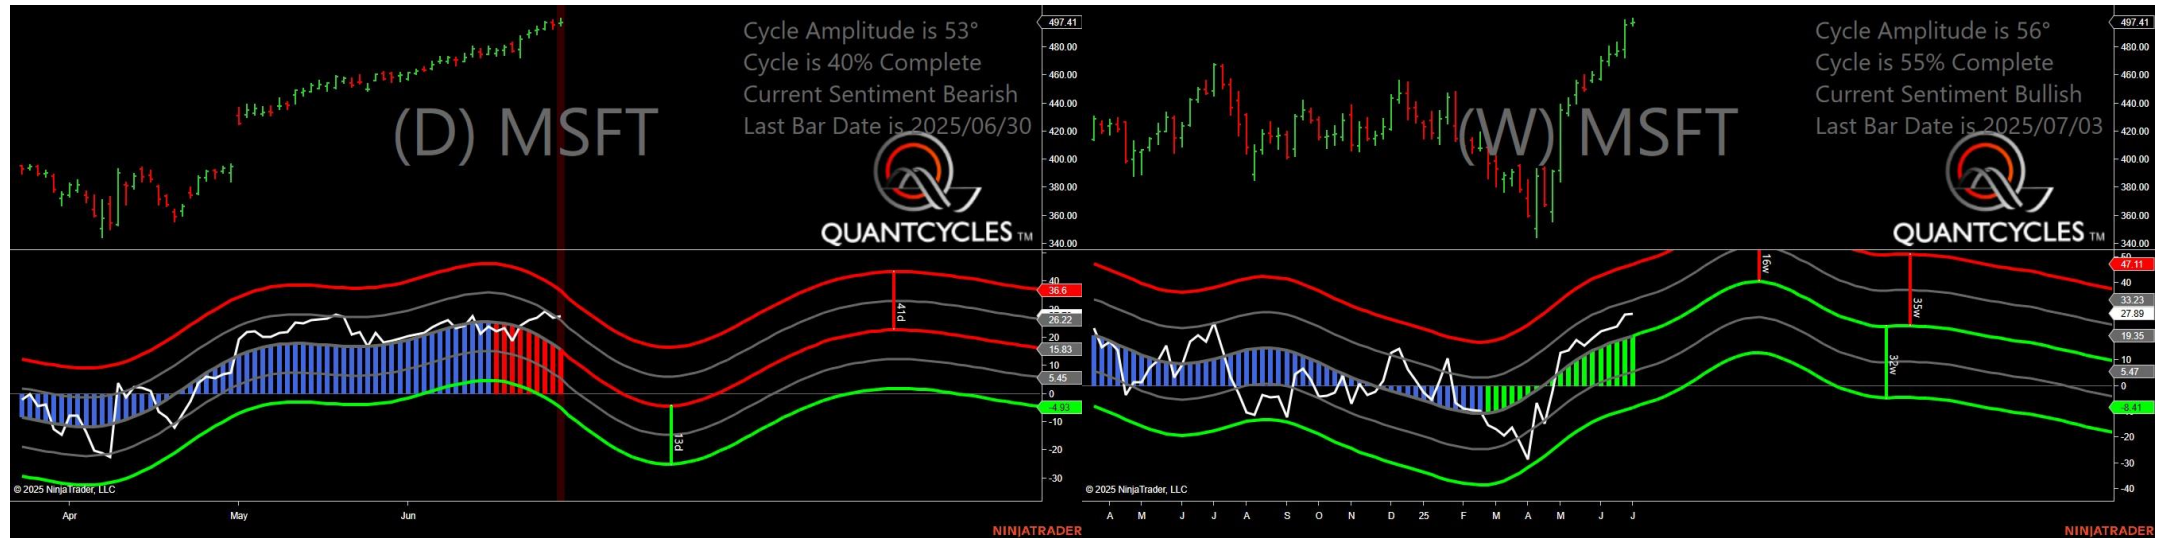 Cycle Amplitude is 53°
Cycle is 40% Complete
Current Sentiment Bearish
Last Bar Date is 2025/06/30
(D) MSFT
QUANTCYCLES TM
497.41
480.00
460.00
440.00
420.00
400.00
380.00
360.00
340.00
40
36.6
26.22
20
15.83
10
5.45
0
-4.93
-10
-20
-30
41d
13d
© 2025 NinjaTrader, LLC
Apr May Jun
NINJATRADER
Cycle Amplitude is 56°
Cycle is 55% Complete
Current Sentiment Bullish
Last Bar Date is 2025/07/03
(W) MSFT
QUANTCYCLES TM
497.41
480.00
460.00
440.00
420.00
400.00
380.00
360.00
340.00
47.11
40
33.23
27.89
19.35
10
5.47
0
-8.41
-20
-30
-40
16w
35w
32w
© 2025 NinjaTrader, LLC
A M J J A S O N D 25 F M A M J J
NINJATRADER